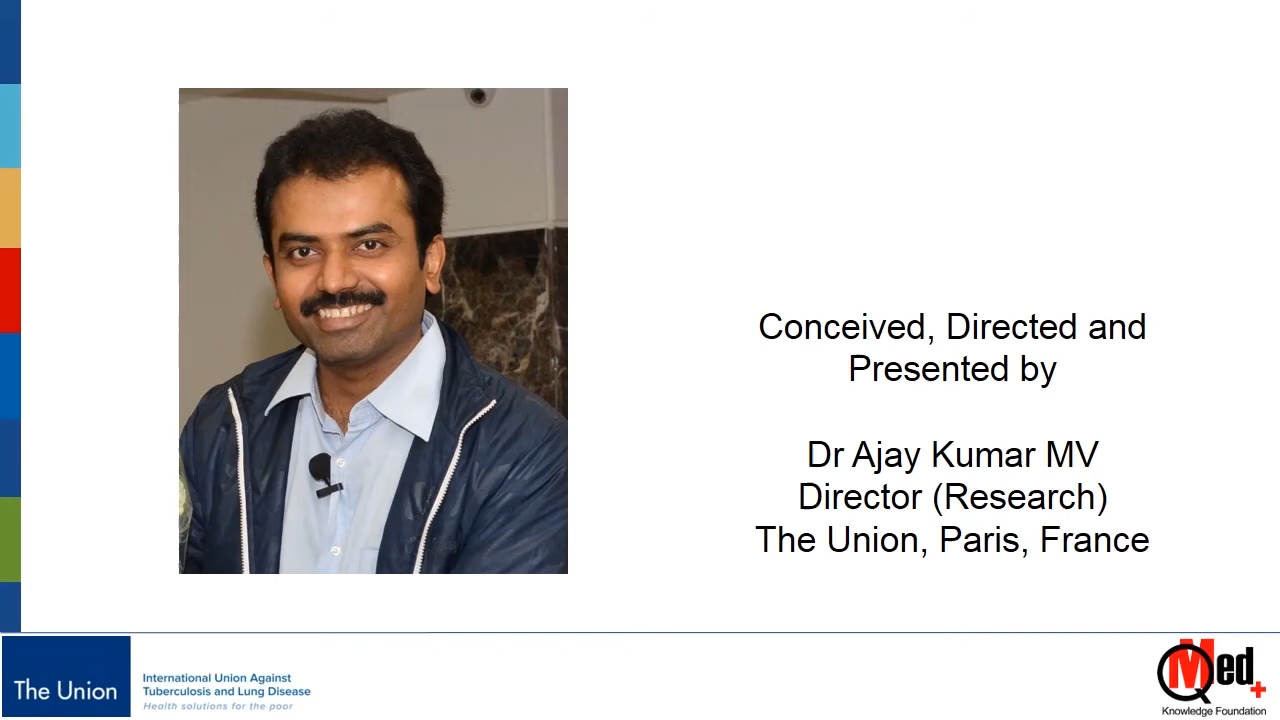 Conceived, Directed and
Presented by
Dr Ajay Kumar MV
Director (Research)
The Union, Paris, France
The Union
International Union Against
Tuberculosis and Lung Disease
Health solutions for the poor
QMed
Knowledge Foundation